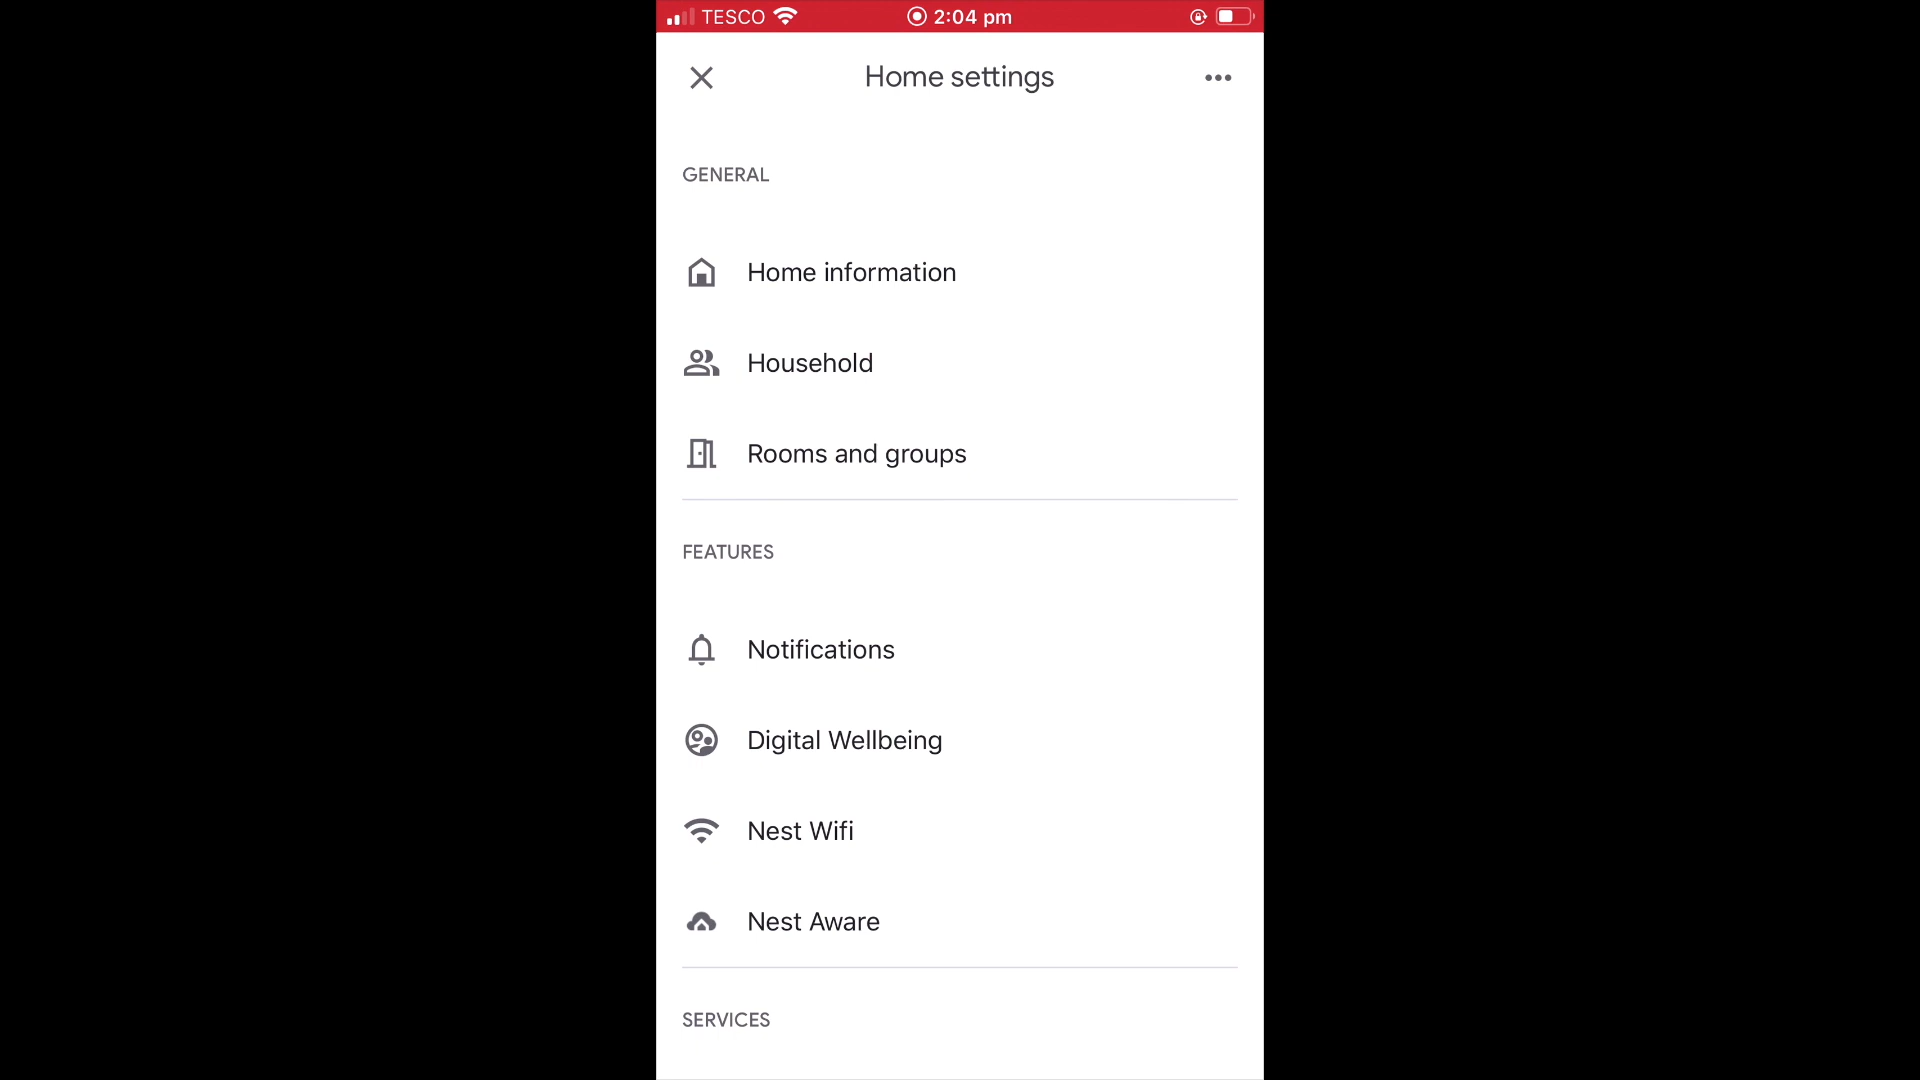 TESCO 2:04 pm
Home settings
GENERAL
Home information
Household
Rooms and groups
FEATURES
Notifications
Digital Wellbeing
Nest Wifi
Nest Aware
SERVICES